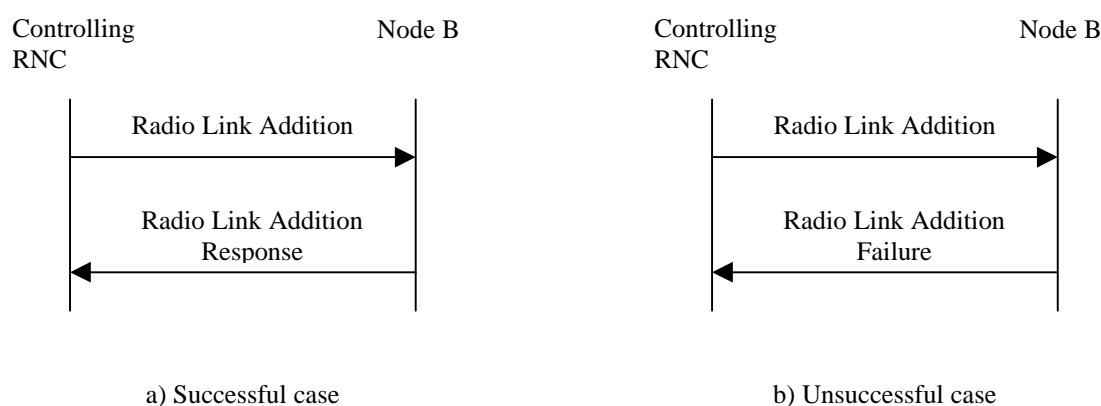 Controlling
RNC
Node B
Radio Link Addition
Radio Link Addition
Response
a) Successful case
Controlling
RNC
Node B
Radio Link Addition
Radio Link Addition
Failure
b) Unsuccessful case